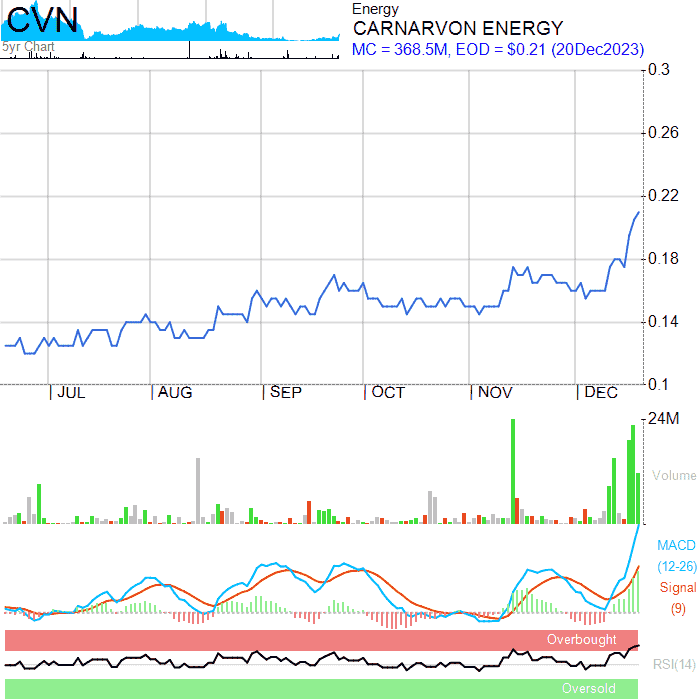 CVN
5yr Chart
Energy
CARNARVON ENERGY
MC = 368.5M, EOD = $0.21 (20Dec2023)
0.3
0.26
0.22
0.18
0.14
0.1
JUL AUG SEP OCT NOV DEC
24M
Volume
MACD
(12-26)
Signal
(9)
Overbought
RSI(14)
Oversold